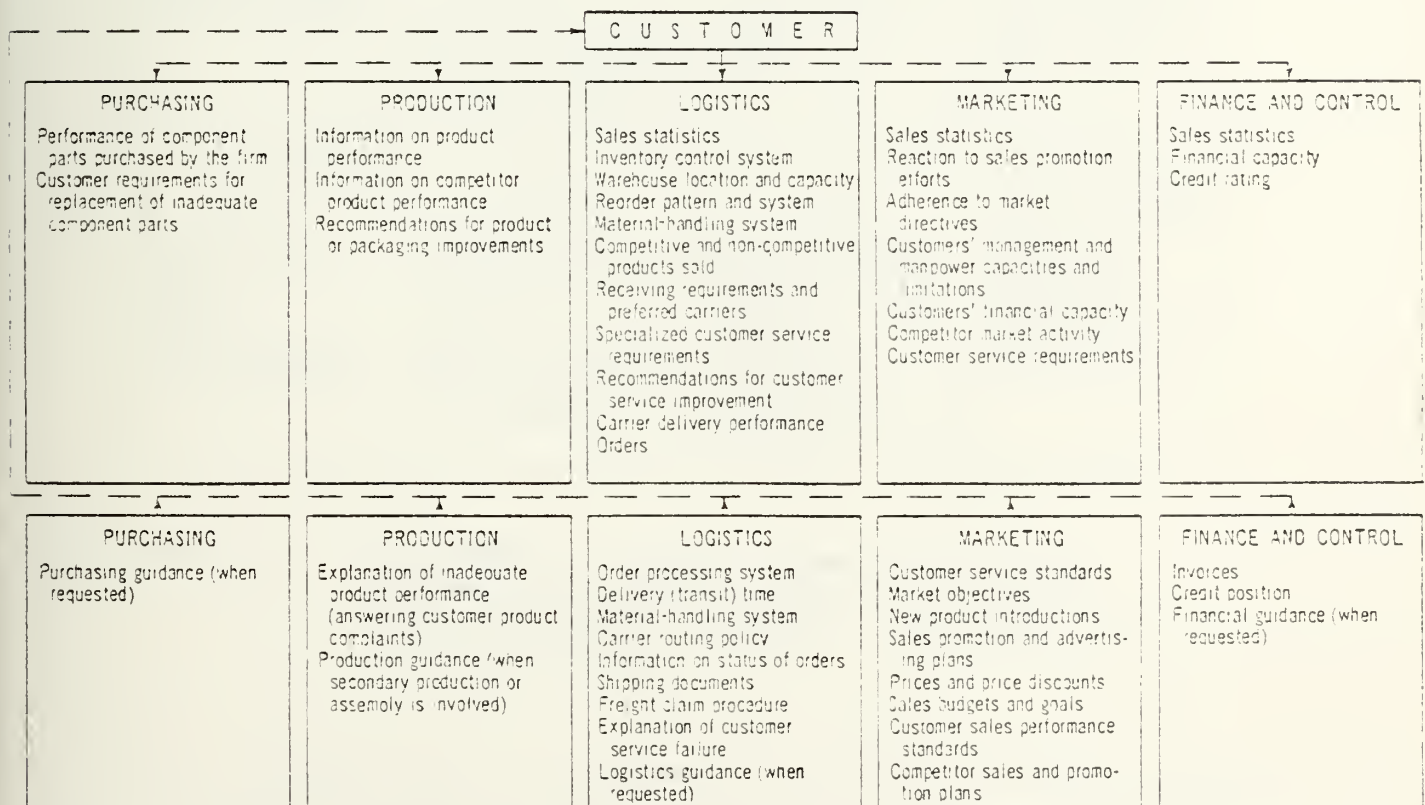 CUSTOMER
PURCHASING
Performance of component
parts purchased by the firm
Customer requirements for
replacement of inadequate
component parts
PRODUCTION
Information on product
performance
Information on competitor
product performance
Recommendations for product
or packaging improvements
LOGISTICS
Sales statistics
Inventory control system
Warehouse location and capacity
Reorder pattern and system
Material-handling system
Competitive and non-competitive
products sold
Receiving requirements and
preferred carriers
Specialized customer service
requirements
Recommendations for customer
service improvement
Carrier delivery performance
Orders
MARKETING
Sales statistics
Reaction to sales promotion
efforts
Adherence to market
directives
Customers' management and
manpower capacities and
limitations
Customers' financial capacity
Competitor market activity
Customer service requirements
FINANCE AND CONTROL
Sales statistics
Financial capacity
Credit rating
PURCHASING
Purchasing guidance (when
requested)
PRODUCTION
Explanation of inadequate
product performance
(answering customer product
complaints)
Production guidance (when
secondary production or
assembly is involved)
LOGISTICS
Order processing system
Delivery (transit) time
Material-handling system
Carrier routing policy
Information on status of orders
Shipping documents
Freight claim procedure
Explanation of customer
service failure
Logistics guidance (when
requested)
MARKETING
Customer service standards
Market objectives
New product introductions
Sales promotion and advertis-
ing plans
Prices and price discounts
Sales budgets and goals
Customer sales performance
standards
Competitor sales and promo-
tion plans
FINANCE AND CONTROL
Invoices
Credit position
Financial guidance (when
requested)